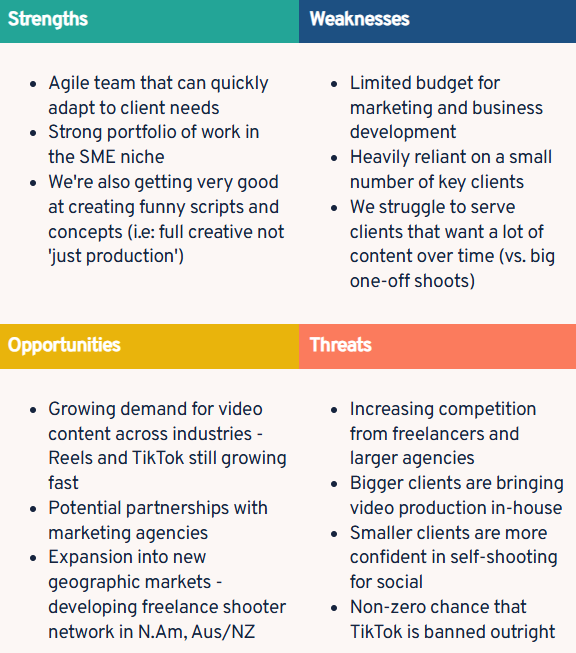 Strengths
• Agile team that can quickly
adapt to client needs
• Strong portfolio of work in
the SME niche
• We're also getting very good
at creating funny scripts and
concepts (i.e: full creative not
'just production')
Weaknesses
• Limited budget for
marketing and business
development
• Heavily reliant on a small
number of key clients
• We struggle to serve
clients that want a lot of
content over time (vs. big
one-off shoots)
Opportunities
• Growing demand for video
content across industries -
Reels and TikTok still growing
fast
• Potential partnerships with
marketing agencies
• Expansion into new
geographic markets -
developing freelance shooter
network in N.Am, Aus/NZ
Threats
• Increasing competition
from freelancers and
larger agencies
• Bigger clients are bringing
video production in-house
• Smaller clients are more
confident in self-shooting
for social
• Non-zero chance that
TikTok is banned outright